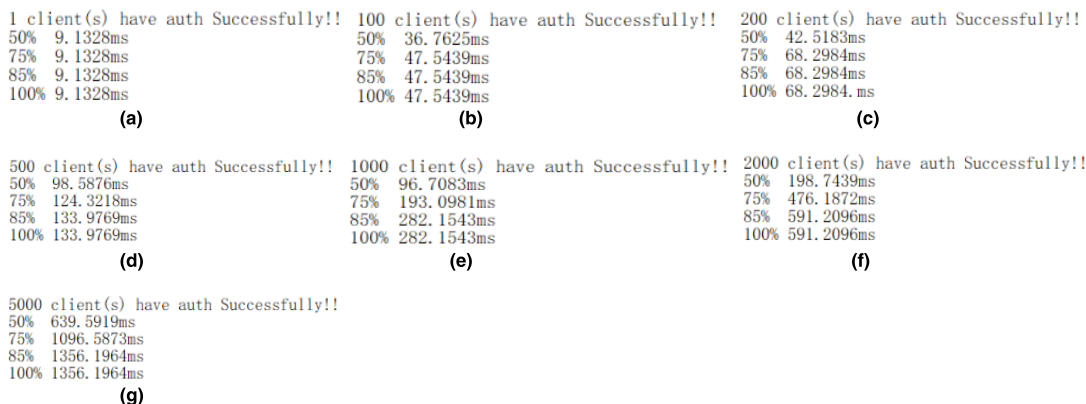 1 client(s) have auth Successfully!!
50% 9.1328ms
75% 9.1328ms
85% 9.1328ms
100% 9.1328ms
(a)
100 client(s) have auth Successfully!!
50% 36.7625ms
75% 47.5439ms
85% 47.5439ms
100% 47.5439ms
(b)
200 client(s) have auth Successfully!!
50% 42.5183ms
75% 68.2984ms
85% 68.2984ms
100% 68.2984.ms
(c)
500 client(s) have auth Successfully!!
50% 98.5876ms
75% 124.3218ms
85% 133.9769ms
100% 133.9769ms
(d)
1000 client(s) have auth Successfully!!
50% 96.7083ms
75% 193.0981ms
85% 282.1543ms
100% 282.1543ms
(e)
2000 client(s) have auth Successfully!!
50% 198.7439ms
75% 476.1872ms
85% 591.2096ms
100% 591.2096ms
(f)
5000 client(s) have auth Successfully!!
50% 639.5919ms
75% 1096.5873ms
85% 1356.1964ms
100% 1356.1964ms
(g)